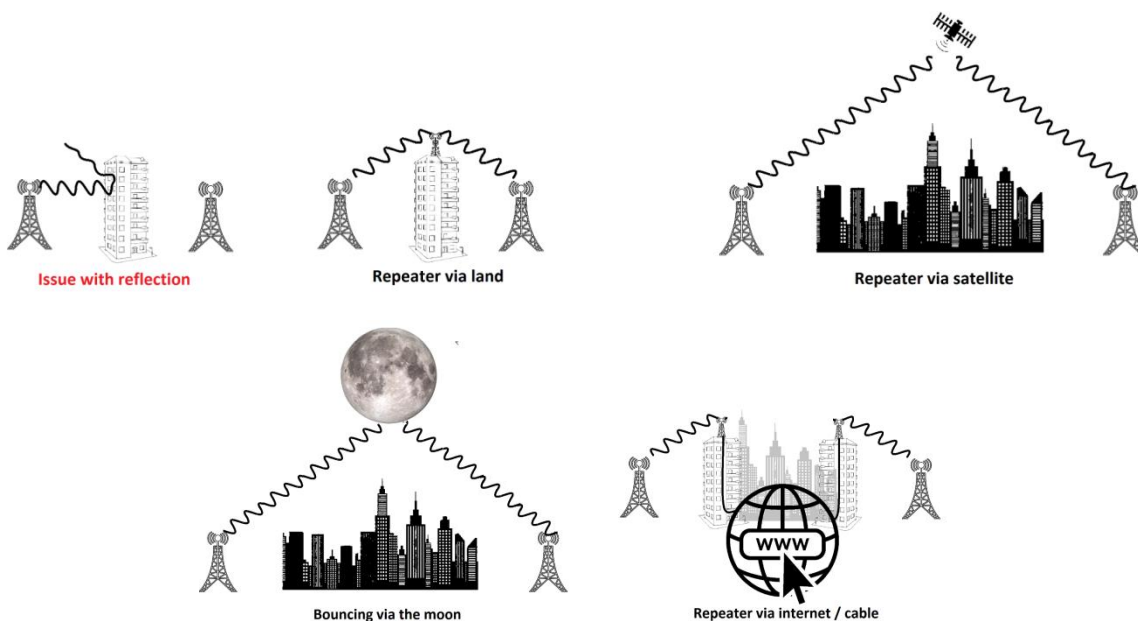 Issue with reflection
Repeater via land
Repeater via satellite
Bouncing via the moon
WWW
Repeater via internet / cable